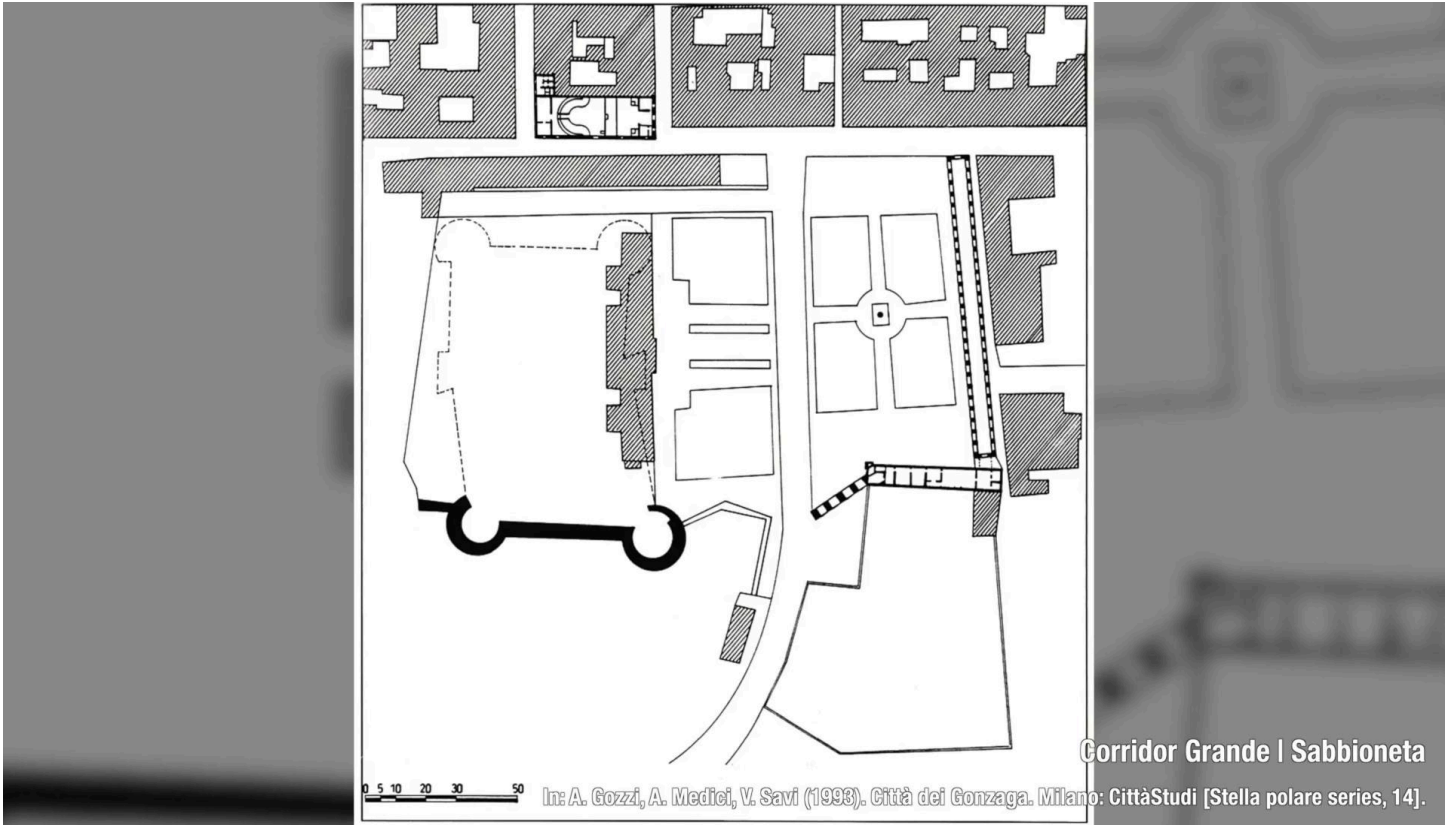 Corridor Grande | Sabbioneta
0 5 10 20 30 50
In: A. Gozzi, A. Medici, V. Savi (1993). Città dei Gonzaga. Milano: CittàStudi [Stella polare series, 14].